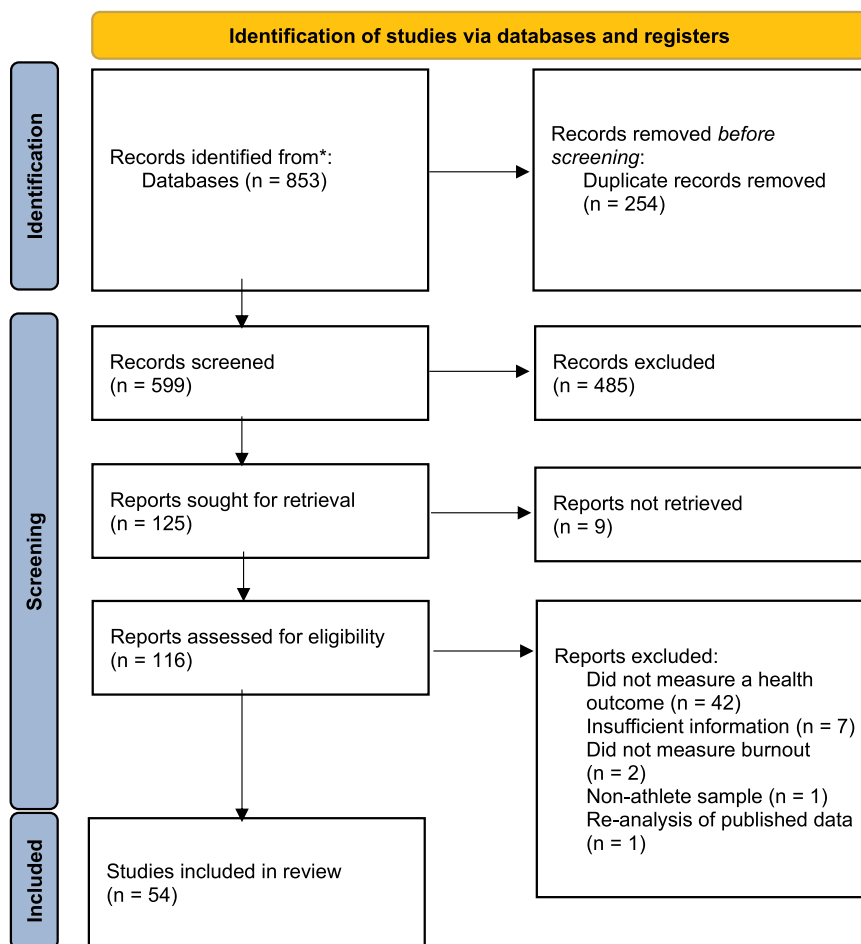 Identification of studies via databases and registers
Identification
Records identified from*:
Databases (n = 853)
Records removed before
screening:
Duplicate records removed
(n = 254)
Screening
Records screened
(n = 599)
Records excluded
(n = 485)
Reports sought for retrieval
(n = 125)
Reports not retrieved
(n = 9)
Reports assessed for eligibility
(n = 116)
Reports excluded:
Did not measure a health
outcome (n = 42)
Insufficient information (n = 7)
Did not measure burnout
(n = 2)
Non-athlete sample (n = 1)
Re-analysis of published data
(n = 1)
Included
Studies included in review
(n = 54)